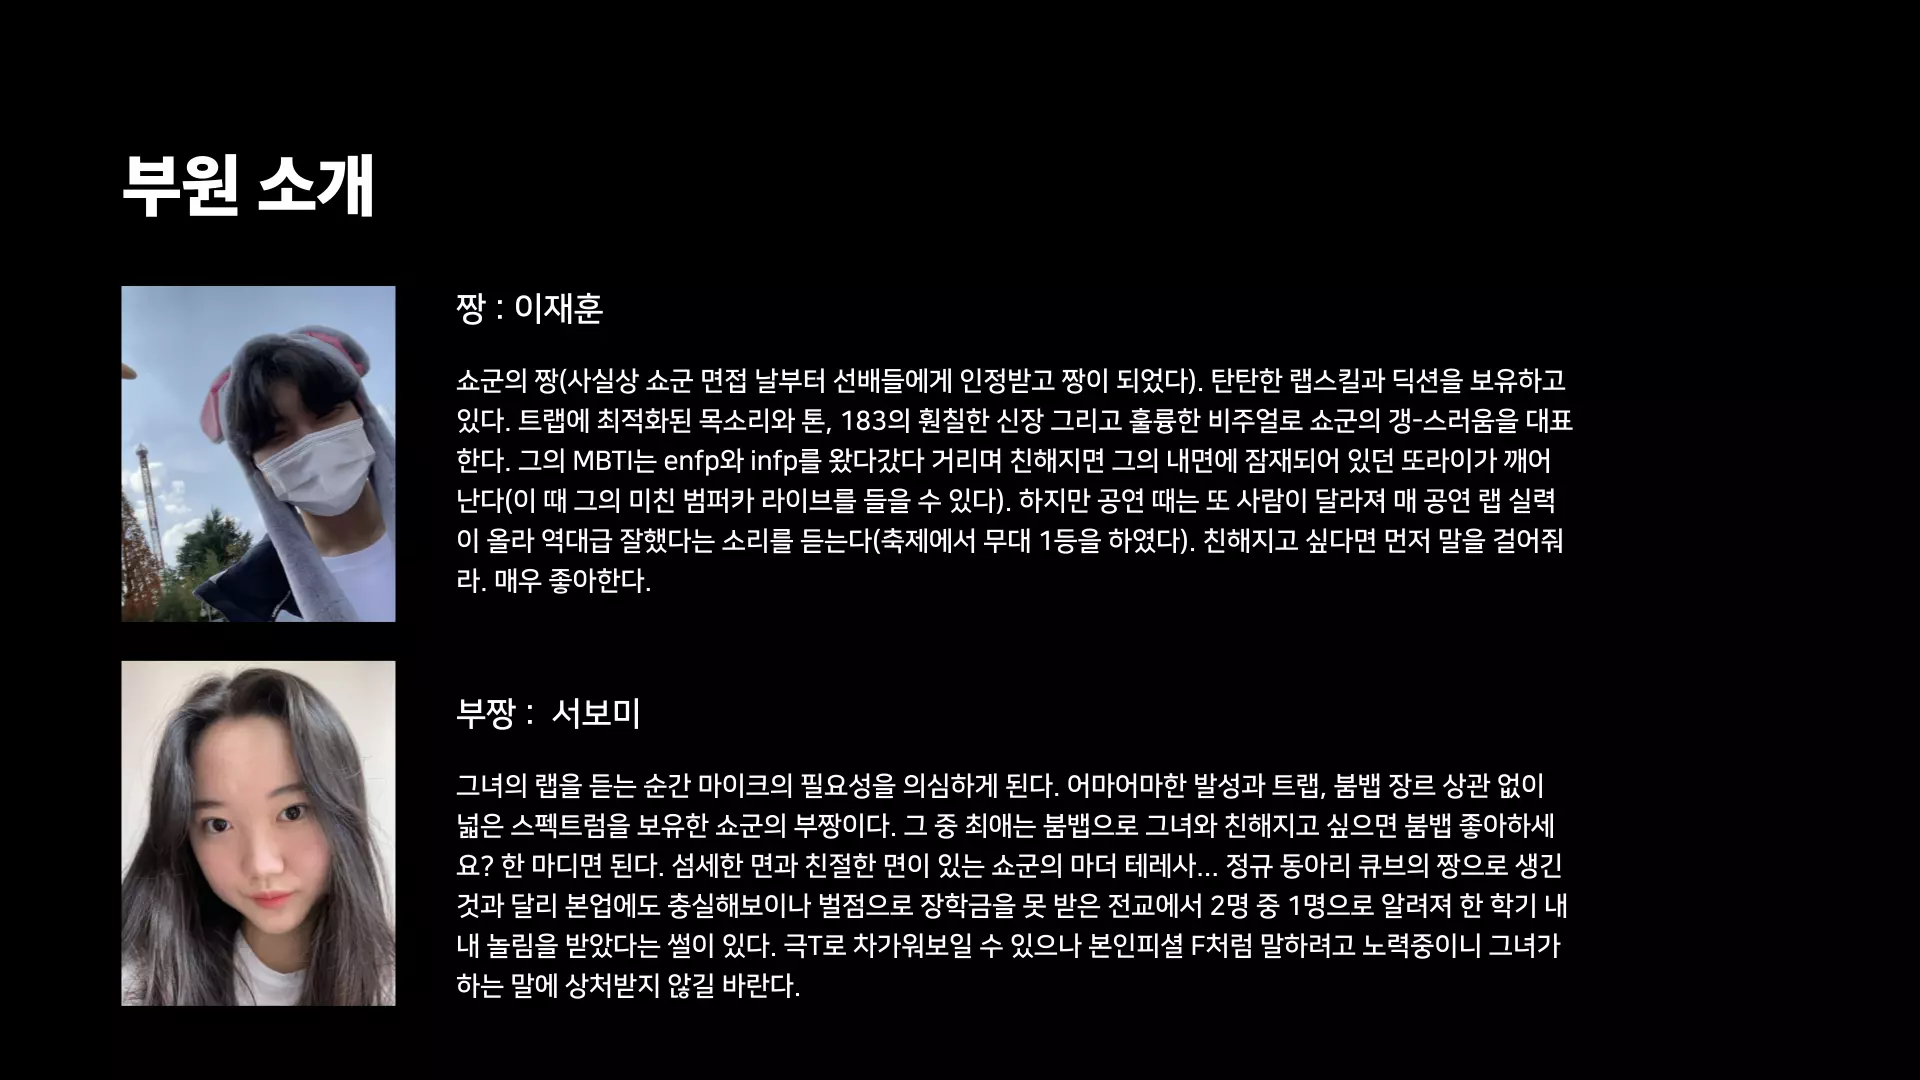 부원 소개
짱 : 이재훈
쇼군의 짱(사실상 쇼군 면접 날부터 선배들에게 인정받고 짱이 되었다). 탄탄한 랩스킬과 딕션을 보유하고
있다. 트랩에 최적화된 목소리와 톤, 183의 훤칠한 신장 그리고 훌륭한 비주얼로 쇼군의 갱-스러움을 대표
한다. 그의 MBTI는 enfp와 infp를 왔다갔다 거리며 친해지면 그의 내면에 잠재되어 있던 또라이가 깨어
난다(이 때 그의 미친 범퍼카 라이브를 들을 수 있다). 하지만 공연 때는 또 사람이 달라져 매 공연 랩 실력
이 올라 역대급 잘했다는 소리를 듣는다(축제에서 무대 1등을 하였다). 친해지고 싶다면 먼저 말을 걸어줘
라. 매우 좋아한다.
부짱 :  서보미
그녀의 랩을 듣는 순간 마이크의 필요성을 의심하게 된다. 어마어마한 발성과 트랩, 붐뱁 장르 상관 없이
넓은 스펙트럼을 보유한 쇼군의 부짱이다. 그 중 최애는 붐뱁으로 그녀와 친해지고 싶으면 붐뱁 좋아하세
요? 한 마디면 된다. 섬세한 면과 친절한 면이 있는 쇼군의 마더 테레사... 정규 동아리 큐브의 짱으로 생긴
것과 달리 본업에도 충실해보이나 벌점으로 장학금을 못 받은 전교에서 2명 중 1명으로 알려져 한 학기 내
내 놀림을 받았다는 썰이 있다. 극T로 차가워보일 수 있으나 본인피셜 F처럼 말하려고 노력중이니 그녀가
하는 말에 상처받지 않길 바란다.